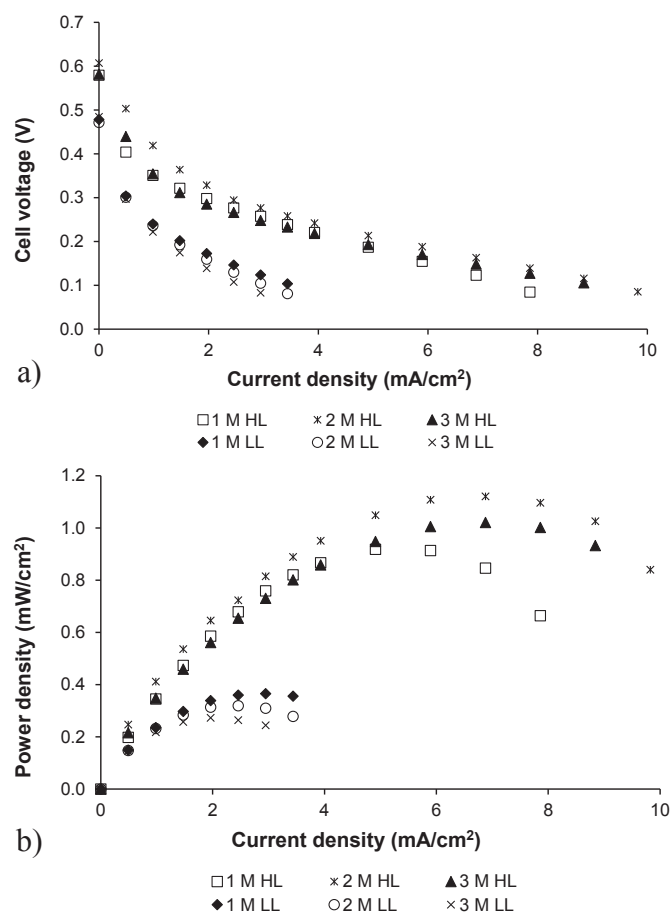 0.7
0.6
0.5
0.4
0.3
0.2
0.1
0.0
Cell voltage (V)
0 2 4 6 8 10
a)
Current density (mA/cm²)
1 M HL 2 M HL 3 M HL
1 M LL 2 M LL 3 M LL
1.2
1.0
0.8
0.6
0.4
0.2
0.0
Power density (mW/cm²)
0 2 4 6 8 10
b)
Current density (mA/cm²)
1 M HL 2 M HL 3 M HL
1 M LL 2 M LL 3 M LL